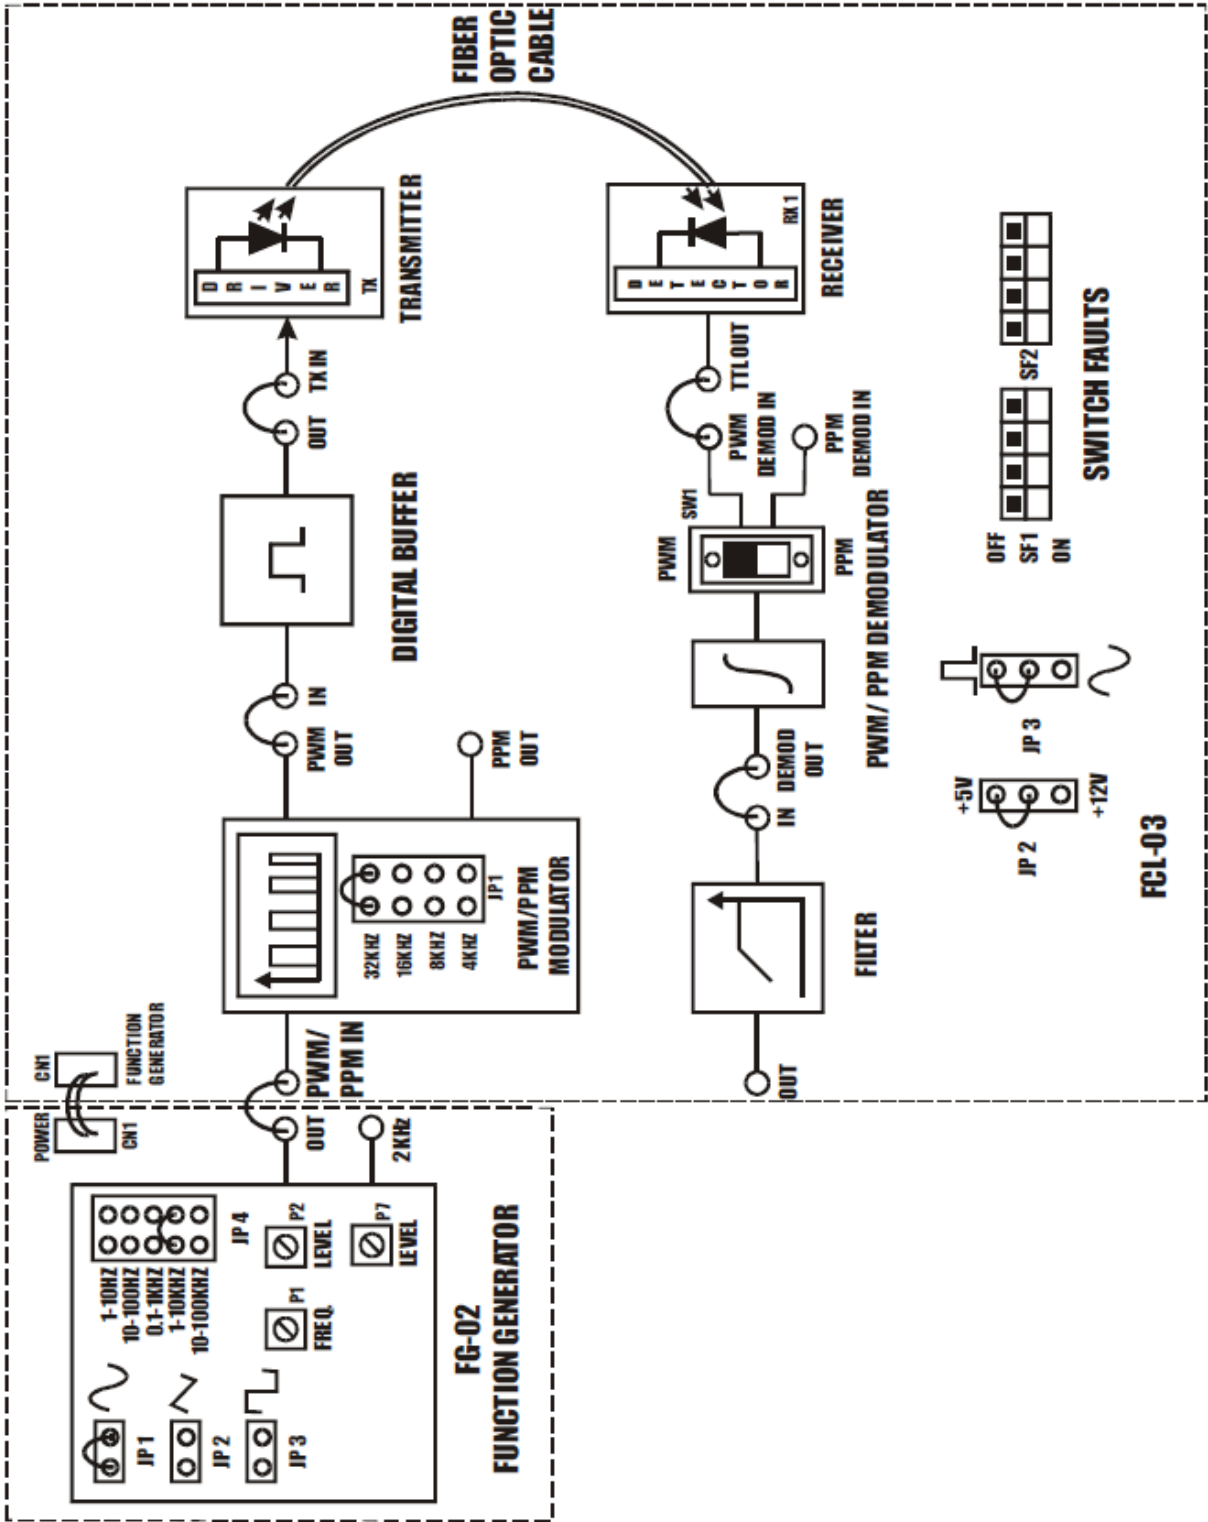 POWER
CN1
CN1
FUNCTION
GENERATOR
1-10HZ
10-100HZ
0.1-1KHZ
1-10KHZ
10-100KHZ
JP 4
JP 1
JP 2
JP 3
P1
FREQ.
P2
LEVEL
P7
LEVEL
OUT
2KHz
FG-02
FUNCTION GENERATOR
PWM/
PPM IN
32KHZ
16KHZ
8KHZ
4KHZ
JP1
PWM/PPM
MODULATOR
PWM
OUT
PPM
OUT
IN
DIGITAL BUFFER
OUT
TX IN
DRIVER
TX
TRANSMITTER
FIBER
OPTIC
CABLE
DETECTOR
RX 1
RECEIVER
TTL OUT
PWM
DEMOD IN
PPM
DEMOD IN
SW1
PWM
PPM
PWM/ PPM DEMODULATOR
DEMOD
OUT
IN
FILTER
OUT
+5V
JP 2
+12V
JP 3
OFF
SF1
ON
SF2
SWITCH FAULTS
FCL-03